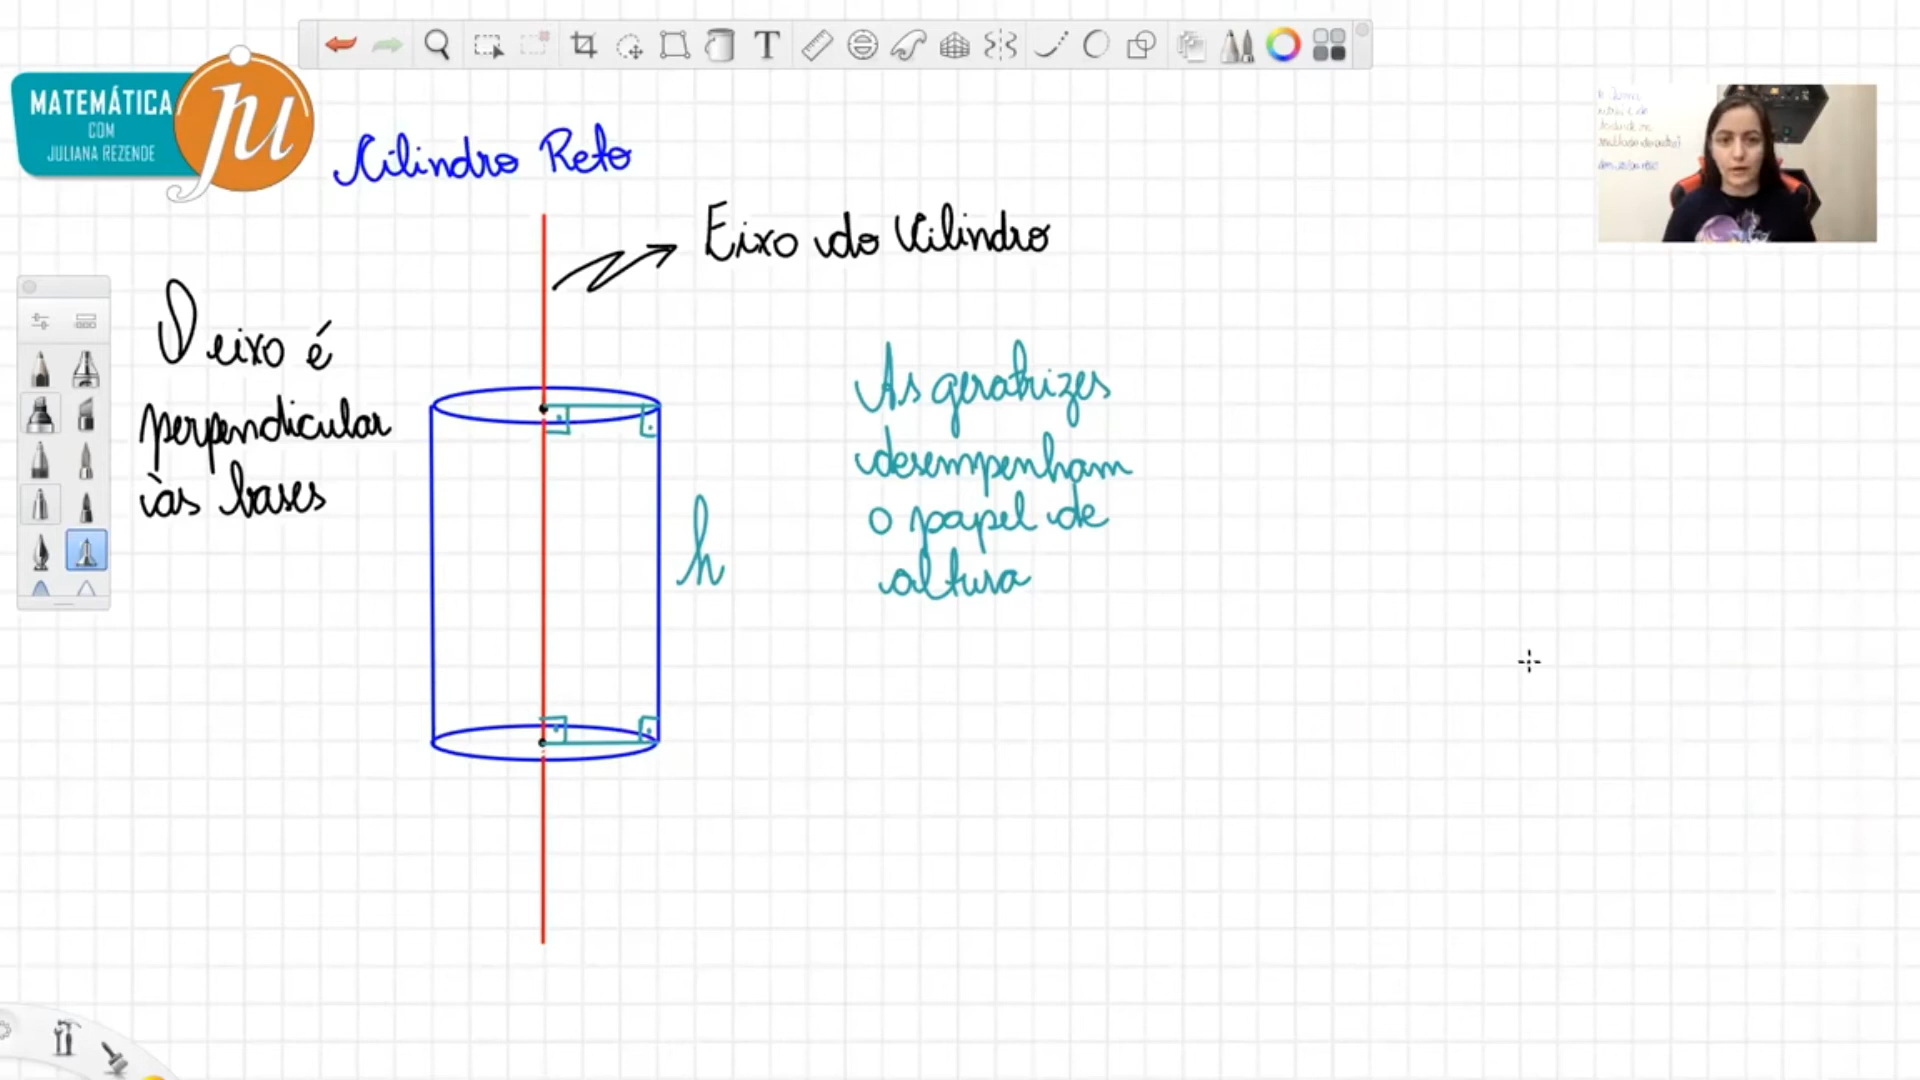 MATEMÁTICA
COM
JULIANA REZENDE
ju
Cilindro Reto
Eixo do Cilindro
O eixo é
perpendicular
às bases
As geratrizes
desempenham
o papel de
altura
h
T